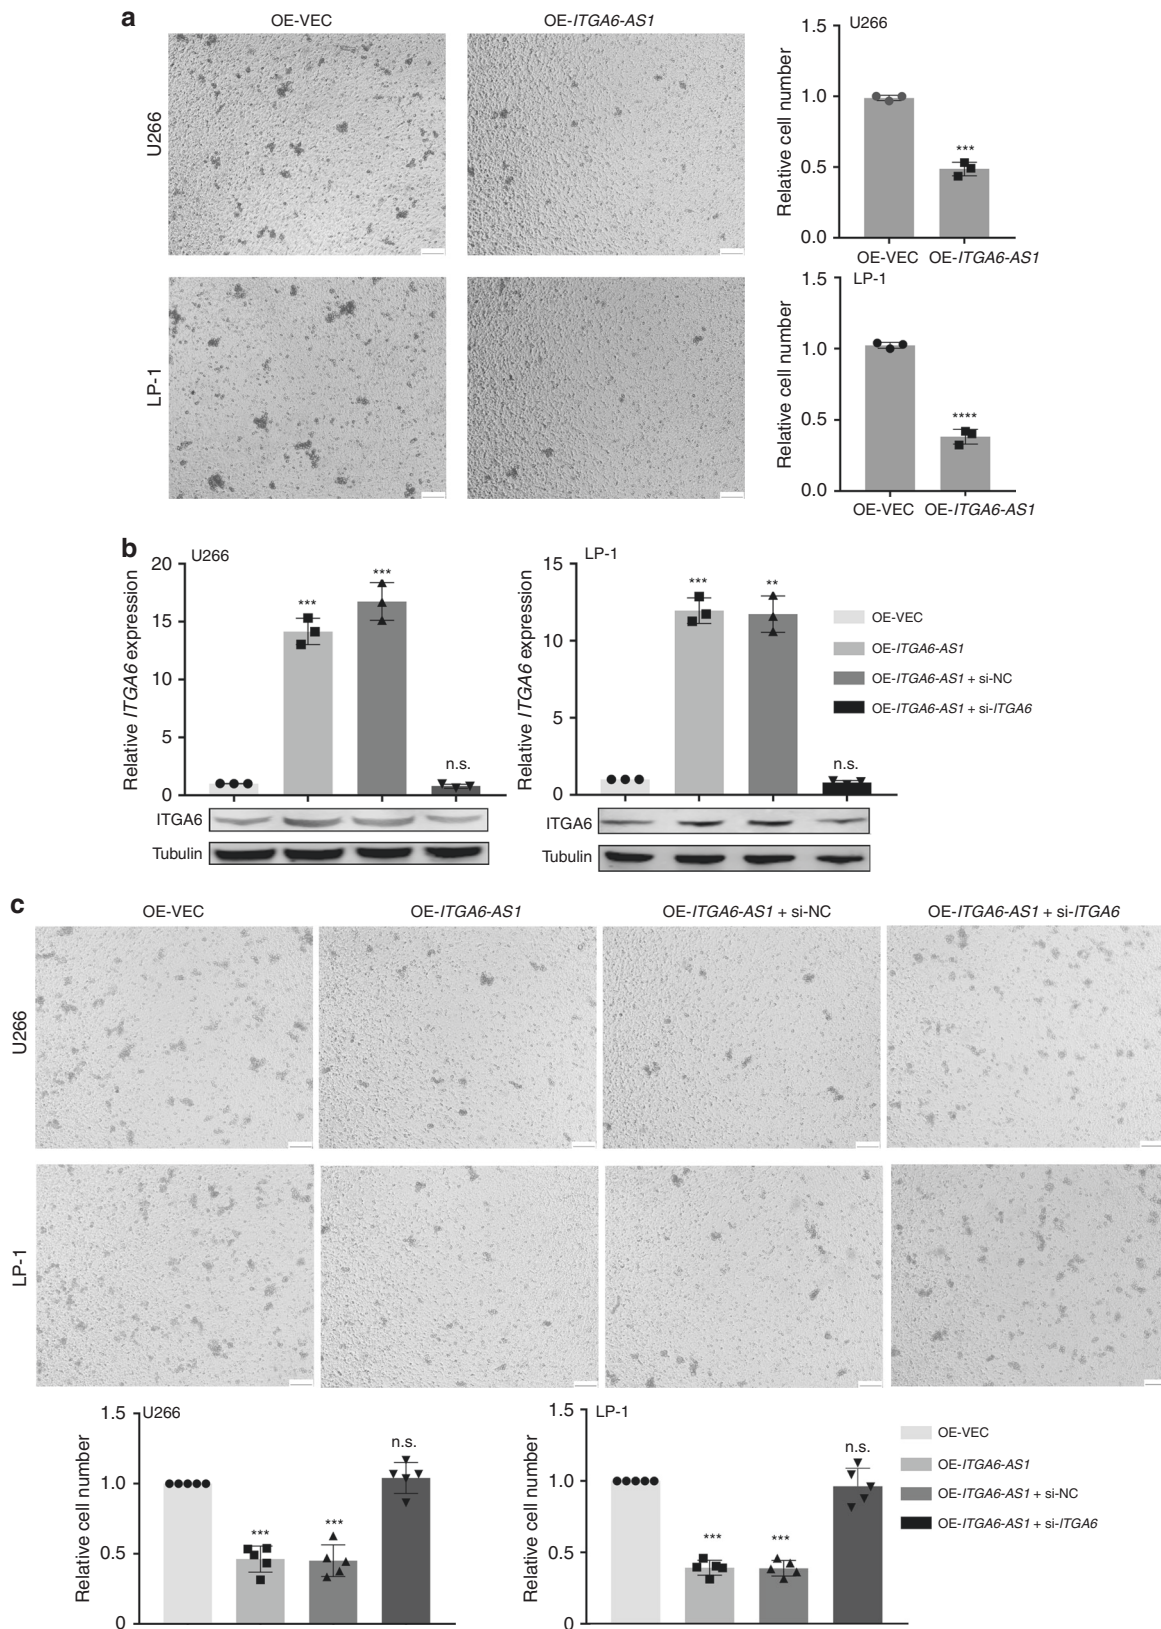 a
OE-VEC
OE-ITGA6-AS1
U266
LP-1
U266
Relative cell number
1.5
1.0
0.5
0.0
***
OE-VEC OE-ITGA6-AS1
LP-1
Relative cell number
1.5
1.0
0.5
0.0
****
OE-VEC OE-ITGA6-AS1
b
U266
Relative ITGA6 expression
20
15
10
5
0
***
***
n.s.
ITGA6
Tubulin
LP-1
Relative ITGA6 expression
15
10
5
0
***
**
n.s.
ITGA6
Tubulin
OE-VEC
OE-ITGA6-AS1
OE-ITGA6-AS1 + si-NC
OE-ITGA6-AS1 + si-ITGA6
c
OE-VEC
OE-ITGA6-AS1
OE-ITGA6-AS1 + si-NC
OE-ITGA6-AS1 + si-ITGA6
U266
LP-1
U266
Relative cell number
1.5
1.0
0.5
0
***
***
n.s.
LP-1
Relative cell number
1.5
1.0
0.5
0
***
***
n.s.
OE-VEC
OE-ITGA6-AS1
OE-ITGA6-AS1 + si-NC
OE-ITGA6-AS1 + si-ITGA6